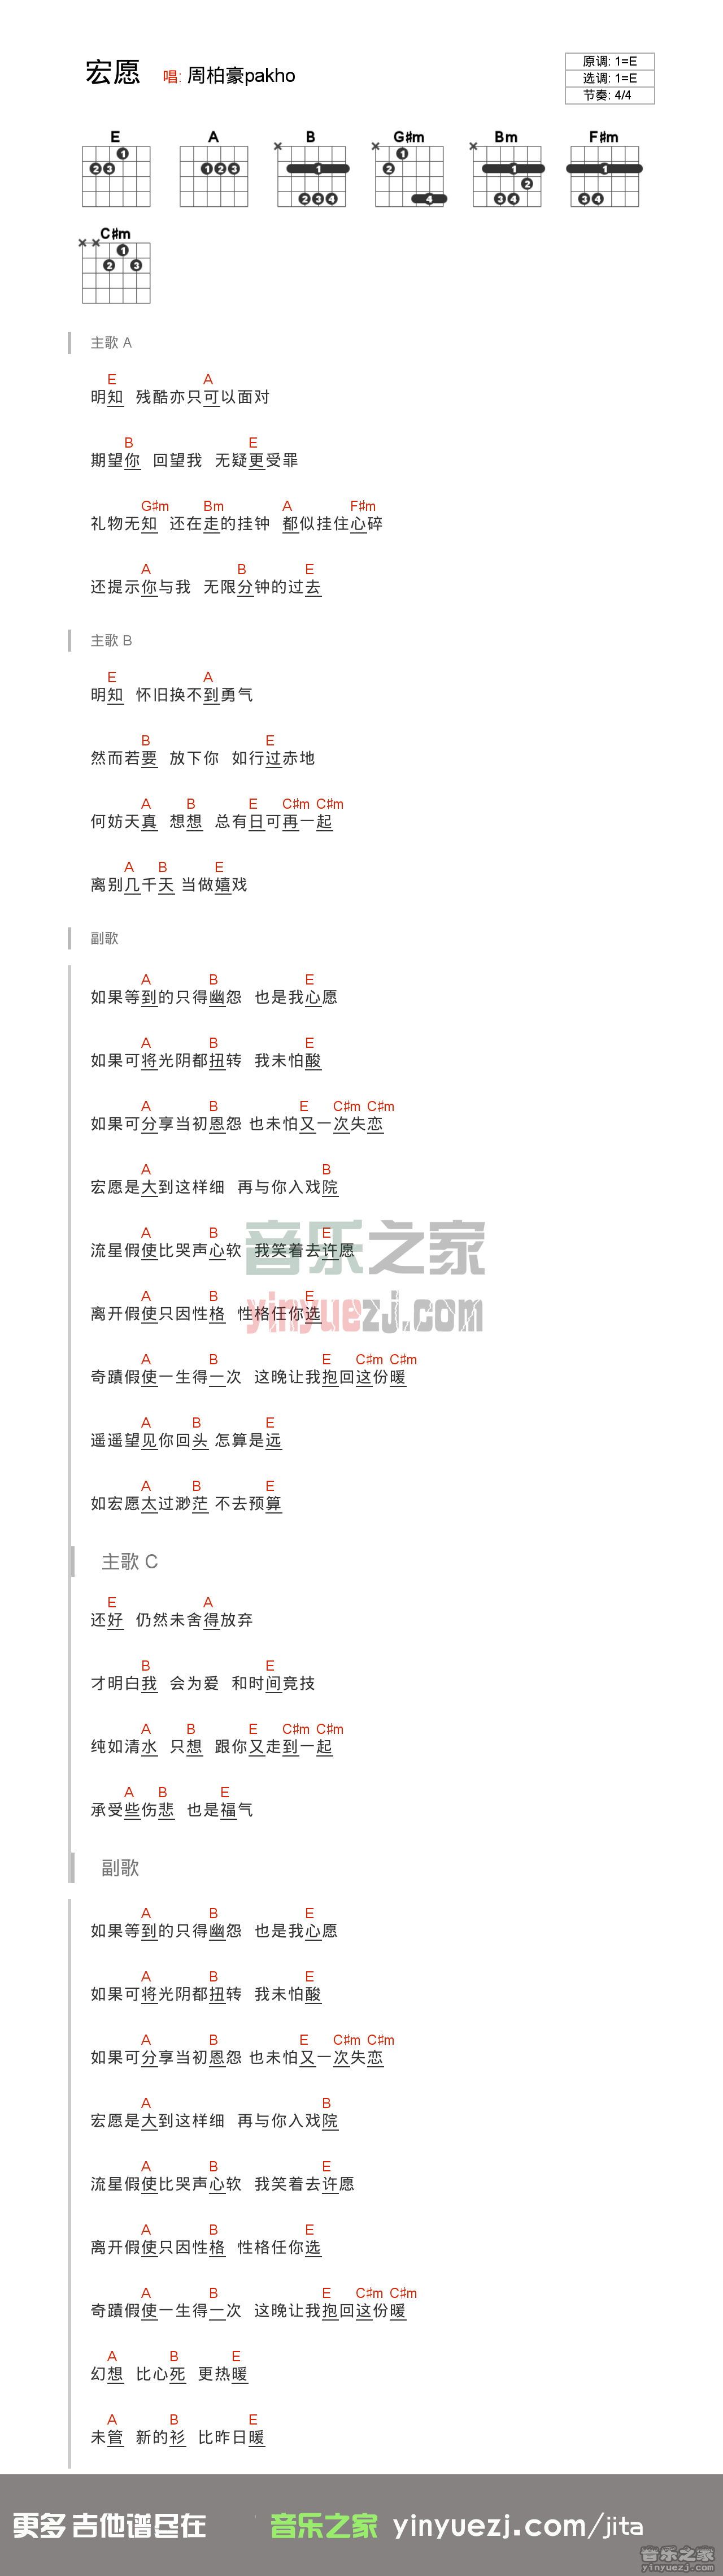 宏愿 唱: 周柏豪pakho
原调: 1=E
选调: 1=E
节奏: 4/4
E A B G♯m Bm F♯m
C♯m
主歌 A
E A
明知 残酷亦只可以面对
B E
期望你 回望我 无疑更受罪
G♯m Bm A F♯m
礼物无知 还在走的挂钟 都似挂住心碎
A B E
还提示你与我 无限分钟的过去
主歌 B
E A
明知 怀旧换不到勇气
B E
然而若要 放下你 如行过赤地
A B E C♯m C♯m
何妨天真 想想 总有日可再一起
A B E
离别几千天 当做嬉戏
副歌
A B E
如果等到的只得幽怨 也是我心愿
A B E
如果可将光阴都扭转 我未怕酸
A B E C♯m C♯m
如果可分享当初恩怨 也未怕又一次失恋
A B
宏愿是大到这样细 再与你入戏院
A B E
流星假使比哭声心软 我笑着去许愿
A B E
离开假使只因性格 性格任你选
A B E C♯m C♯m
奇蹟假使一生得一次 这晚让我抱回这份暖
A B E
遥遥望见你回头 怎算是远
A B E
如宏愿太过渺茫 不去预算
音乐之家
yinyuezj.com
主歌 C
E A
还好 仍然未舍得放弃
B E
才明白我 会为爱 和时间竞技
A B E C♯m C♯m
纯如清水 只想 跟你又走到一起
A B E
承受些伤悲 也是福气
副歌
A B E
如果等到的只得幽怨 也是我心愿
A B E
如果可将光阴都扭转 我未怕酸
A B E C♯m C♯m
如果可分享当初恩怨 也未怕又一次失恋
A B
宏愿是大到这样细 再与你入戏院
A B E
流星假使比哭声心软 我笑着去许愿
A B E
离开假使只因性格 性格任你选
A B E C♯m C♯m
奇蹟假使一生得一次 这晚让我抱回这份暖
A B E
幻想 比心死 更热暖
A B E
未管 新的衫 比昨日暖
更多 吉他谱尽在 音乐之家 yinyuezj.com/jita
音乐之家
yinyuezj.com